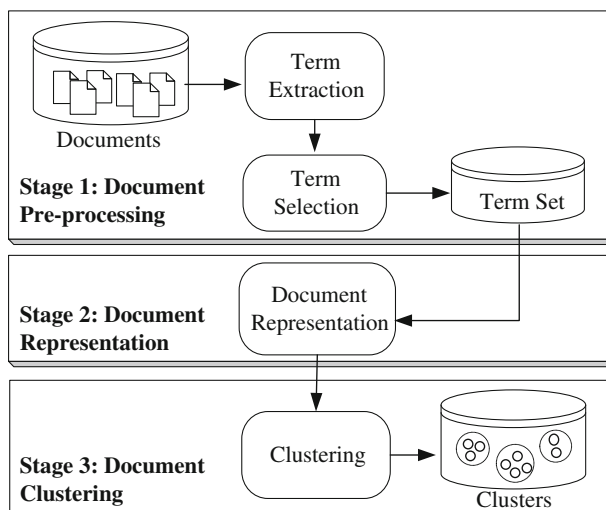 Term
Extraction
Documents
Stage 1: Document
Pre-processing
Term
Selection
Term Set
Stage 2: Document
Representation
Document
Representation
Stage 3: Document
Clustering
Clustering
Clusters